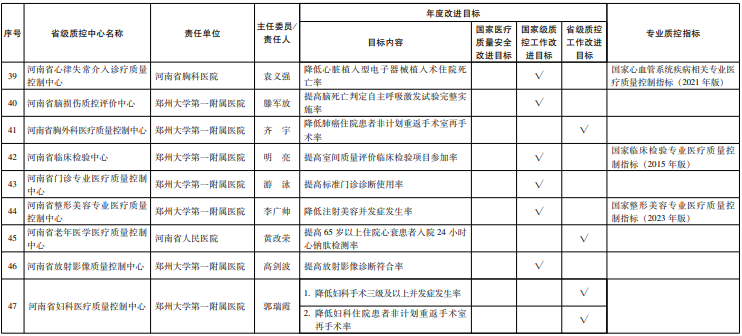 序号 省级质控中心名称 责任单位 主任委员/责任人 年度改进目标 专业质控指标
目标内容 国家医疗质量安全改进目标 国家级质控工作改进目标 省级质控工作改进目标
39 河南省心律失常介入诊疗质量控制中心 河南省胸科医院 袁义强 降低心脏植入型电子器械植入术住院死亡率 √ 国家心血管系统疾病相关专业医疗质量控制指标（2021 年版）
40 河南省脑损伤质控评价中心 郑州大学第一附属医院 滕军放 提高脑死亡判定自主呼吸激发试验完整实施率 √
41 河南省胸外科医疗质量控制中心 郑州大学第一附属医院 齐 宇 降低肺癌住院患者非计划重返手术室再手术率 √
42 河南省临床检验中心 郑州大学第一附属医院 明 亮 提高室间质量评价临床检验项目参加率 √ 国家临床检验专业医疗质量控制指标（2015 年版）
43 河南省门诊专业医疗质量控制中心 郑州大学第一附属医院 游 泳 提高标准门诊诊断使用率 √
44 河南省整形美容专业医疗质量控制中心 郑州大学第一附属医院 李广帅 降低注射美容并发症发生率 √ 国家整形美容专业医疗质量控制指标（2023 年版）
45 河南省老年医学医疗质量控制中心 河南省人民医院 黄改荣 提高 65 岁以上住院心衰患者入院 24 小时心钠肽检测率 √
46 河南省放射影像质量控制中心 郑州大学第一附属医院 高剑波 提高放射影像诊断符合率 √
47 河南省妇科医疗质量控制中心 郑州大学第一附属医院 郭瑞霞 1. 降低妇科手术三级及以上并发症发生率 √
2. 降低妇科住院患者非计划重返手术室再手术率 √